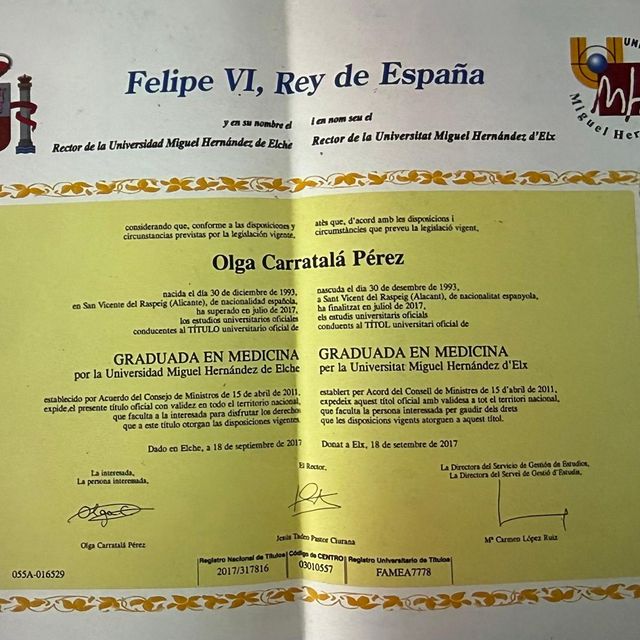 Felipe VI, Rey de España
y en su nombre el
Rector de la Universidad Miguel Hernández de Elche
i en nom seu el
Rector de la Universitat Miguel Hernández d'Elx
UNI
MH
Miguel Her
considerando que, conforme a las disposiciones y
circunstancias previstas por la legislación vigente,
atès que, d'acord amb les disposicions i
circumstàncies que preveu la legislació vigent,
Olga Carratalá Pérez
nacida el día 30 de diciembre de 1993,
en San Vicente del Raspeig (Alicante), de nacionalidad española,
ha superado en julio de 2017,
los estudios universitarios oficiales
conducentes al TÍTULO universitario oficial de
nascuda el dia 30 de desembre de 1993,
a Sant Vicent del Raspeig (Alacant), de nacionalitat espanyola,
ha finalitzat en juliol de 2017,
els estudis universitaris oficials
conduents al TÍTOL universitari oficial de
GRADUADA EN MEDICINA
por la Universidad Miguel Hernández de Elche
GRADUADA EN MEDICINA
per la Universitat Miguel Hernández d'Elx
establecido por Acuerdo del Consejo de Ministros de 15 de abril de 2011,
expide el presente título oficial con validez en todo el territorio nacional,
que faculta a la interesada para disfrutar los derechos
que a este título otorgan las disposiciones vigentes.
establert per Acord del Consell de Ministres de 15 d'abril de 2011,
expedeix aquest títol oficial amb validesa a tot el territori nacional,
que faculta la persona interessada per gaudir dels drets
que les disposicions vigents atorguen a aquest títol.
Dado en Elche, a 18 de septiembre de 2017
Donat a Elx, 18 de setembre de 2017
La interesada,
La persona interessada,
El Rector,
La Directora del Servicio de Gestión de Estudios,
La Directora del Servei de Gestió d'Estudis,
Olga C
Olga Carratalá Pérez
Jesús Tadeo Pastor Ciurana
Mª Carmen López Ruiz
055A-016529
Registro Nacional de Títulos
2017/317816
Código de CENTRO
03010557
Registro Universitario de Títulos
FAMEA7778